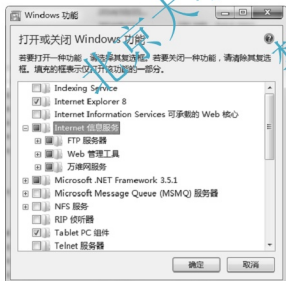 Windows 功能
打开或关闭 Windows 功能
若要打开一种功能，请选择其复选框。若要关闭一种功能，请清除其复选
框。填充的框表示仅打开该功能的一部分。
Indexing Service
Internet Explorer 8
Internet Information Services 可承载的 Web 核心
Internet 信息服务
FTP 服务器
Web 管理工具
万维网服务
Microsoft .NET Framework 3.5.1
Microsoft Message Queue (MSMQ) 服务器
NFS 服务
RIP 侦听器
Tablet PC 组件
Telnet 服务器
确定
取消